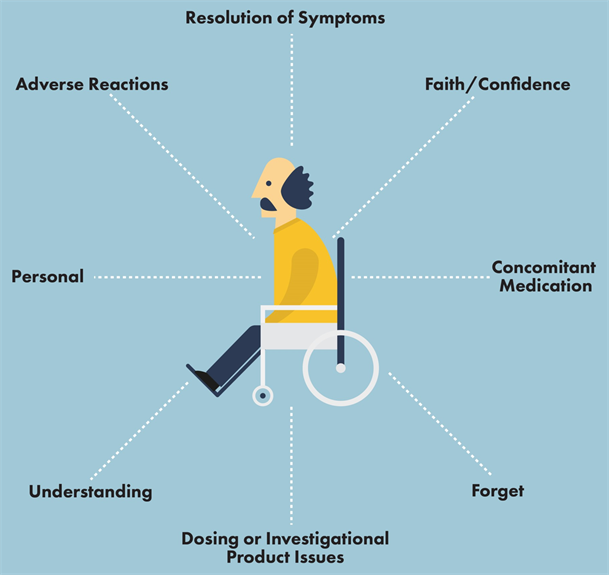 Resolution of Symptoms
Adverse Reactions
Faith/Confidence
Personal
Concomitant
Medication
Understanding
Forget
Dosing or Investigational
Product Issues